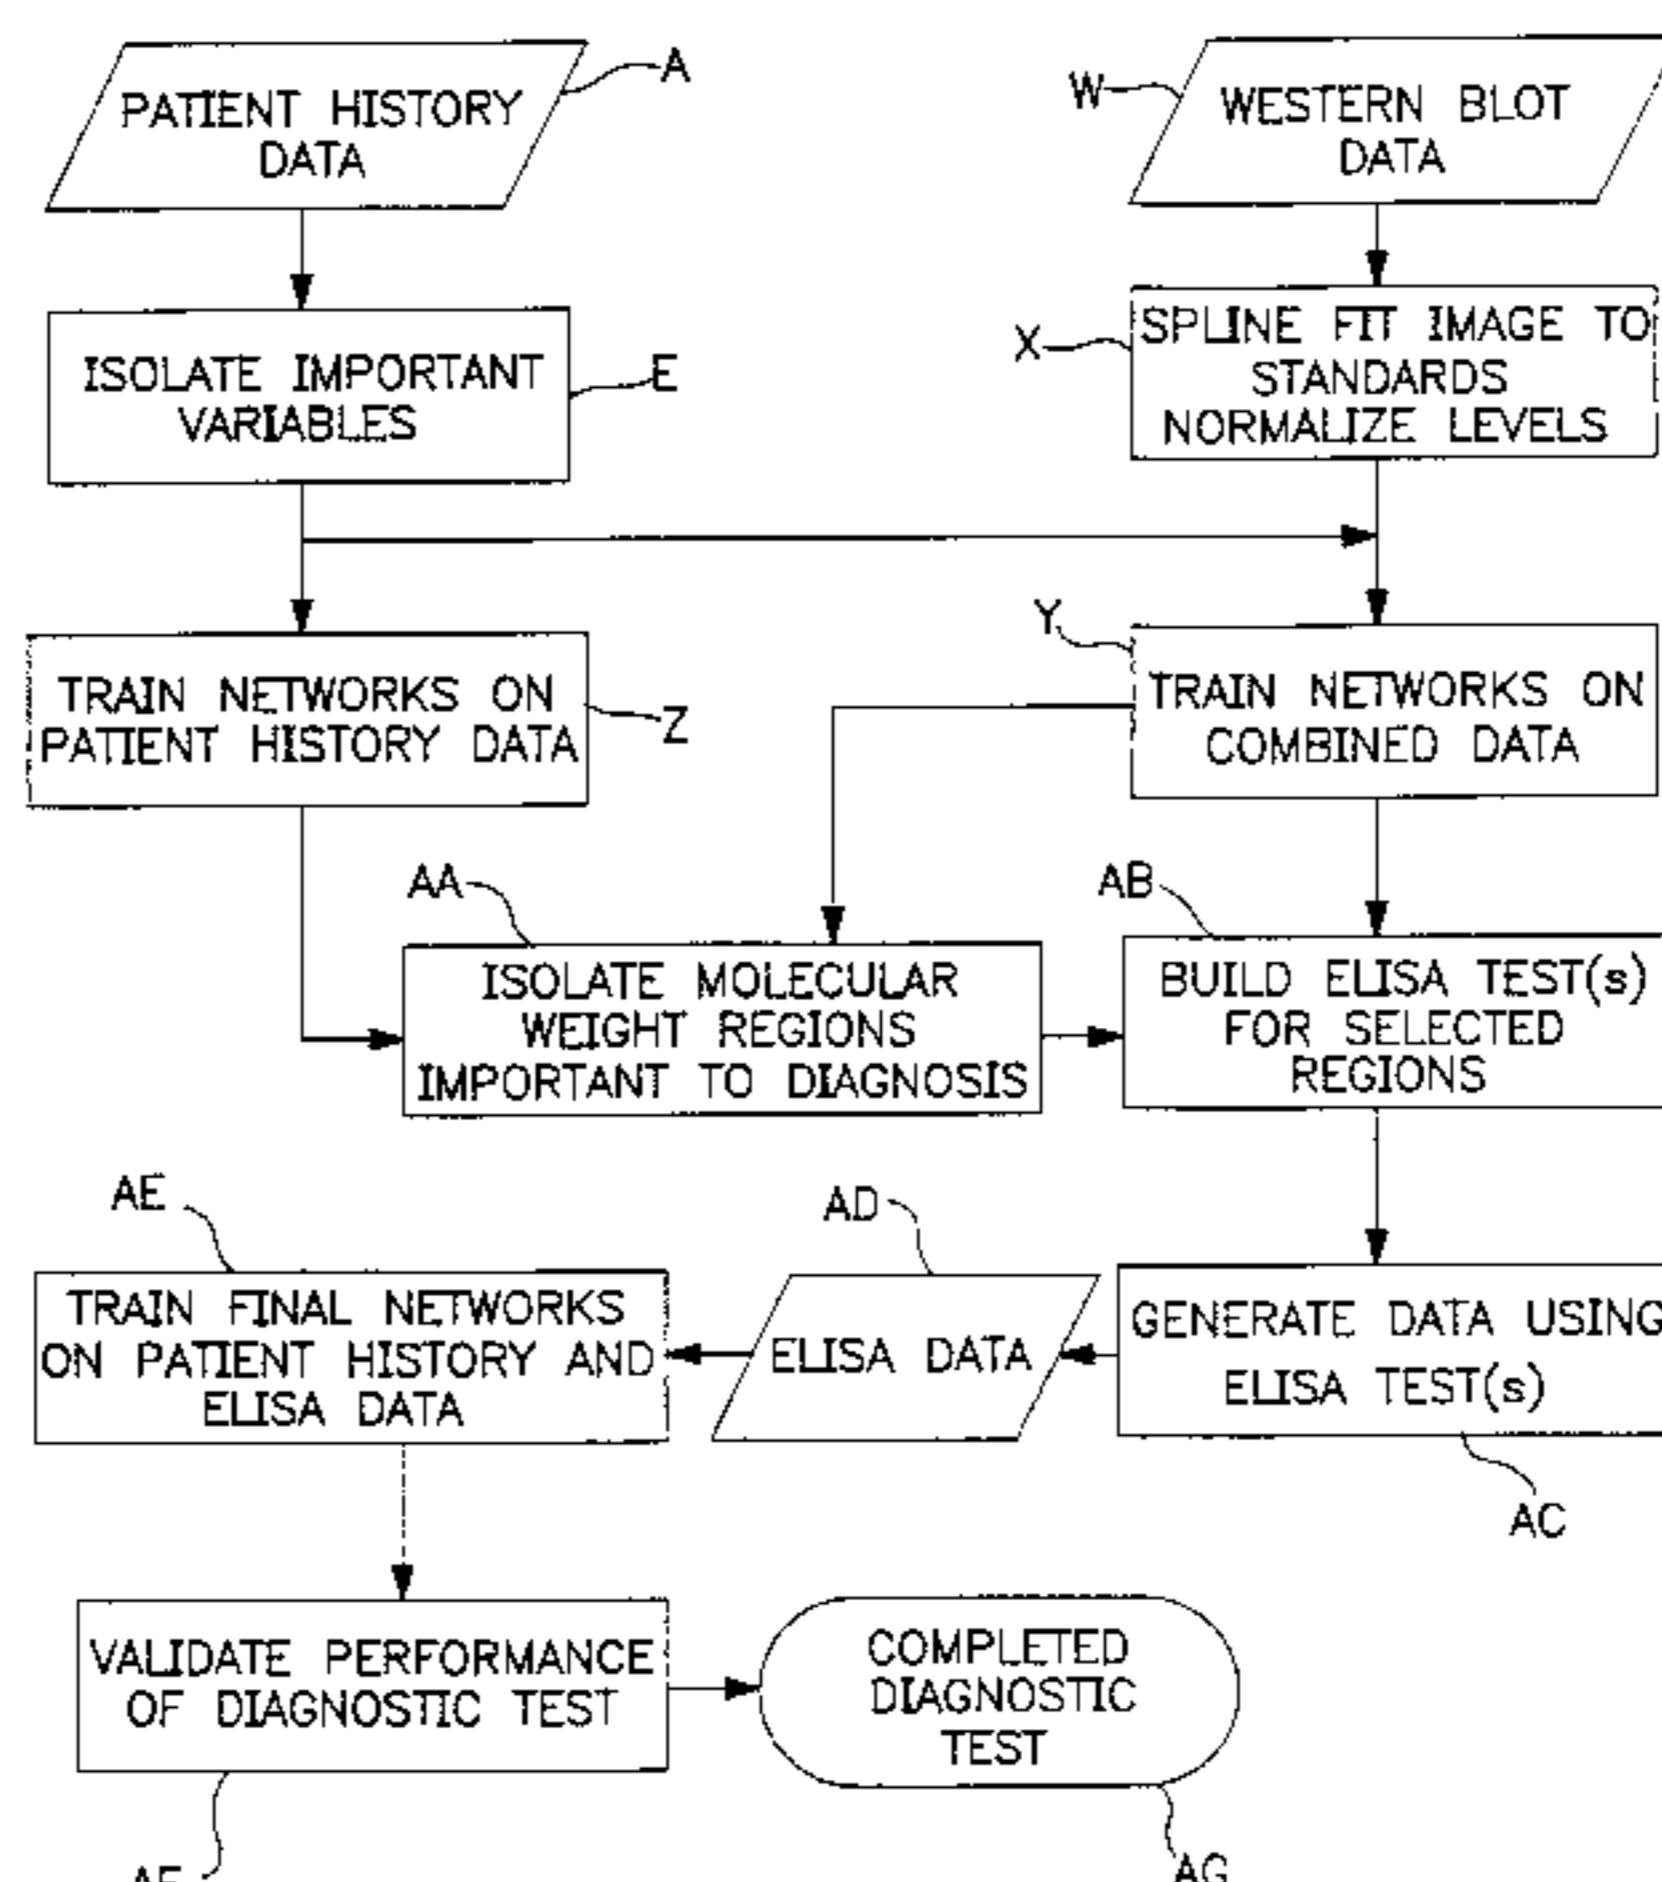 PATIENT HISTORY
DATA
A
W
WESTERN BLOT
DATA
ISOLATE IMPORTANT
VARIABLES
E
X
SPLINE FIT IMAGE TO
STANDARDS
NORMALIZE LEVELS
TRAIN NETWORKS ON
PATIENT HISTORY DATA
Z
Y
TRAIN NETWORKS ON
COMBINED DATA
AA
ISOLATE MOLECULAR
WEIGHT REGIONS
IMPORTANT TO DIAGNOSIS
AB
BUILD ELISA TEST(s)
FOR SELECTED
REGIONS
AE
TRAIN FINAL NETWORKS
ON PATIENT HISTORY AND
ELISA DATA
AD
ELISA DATA
GENERATE DATA USING
ELISA TEST(s)
AC
VALIDATE PERFORMANCE
OF DIAGNOSTIC TEST
COMPLETED
DIAGNOSTIC
TEST
AG